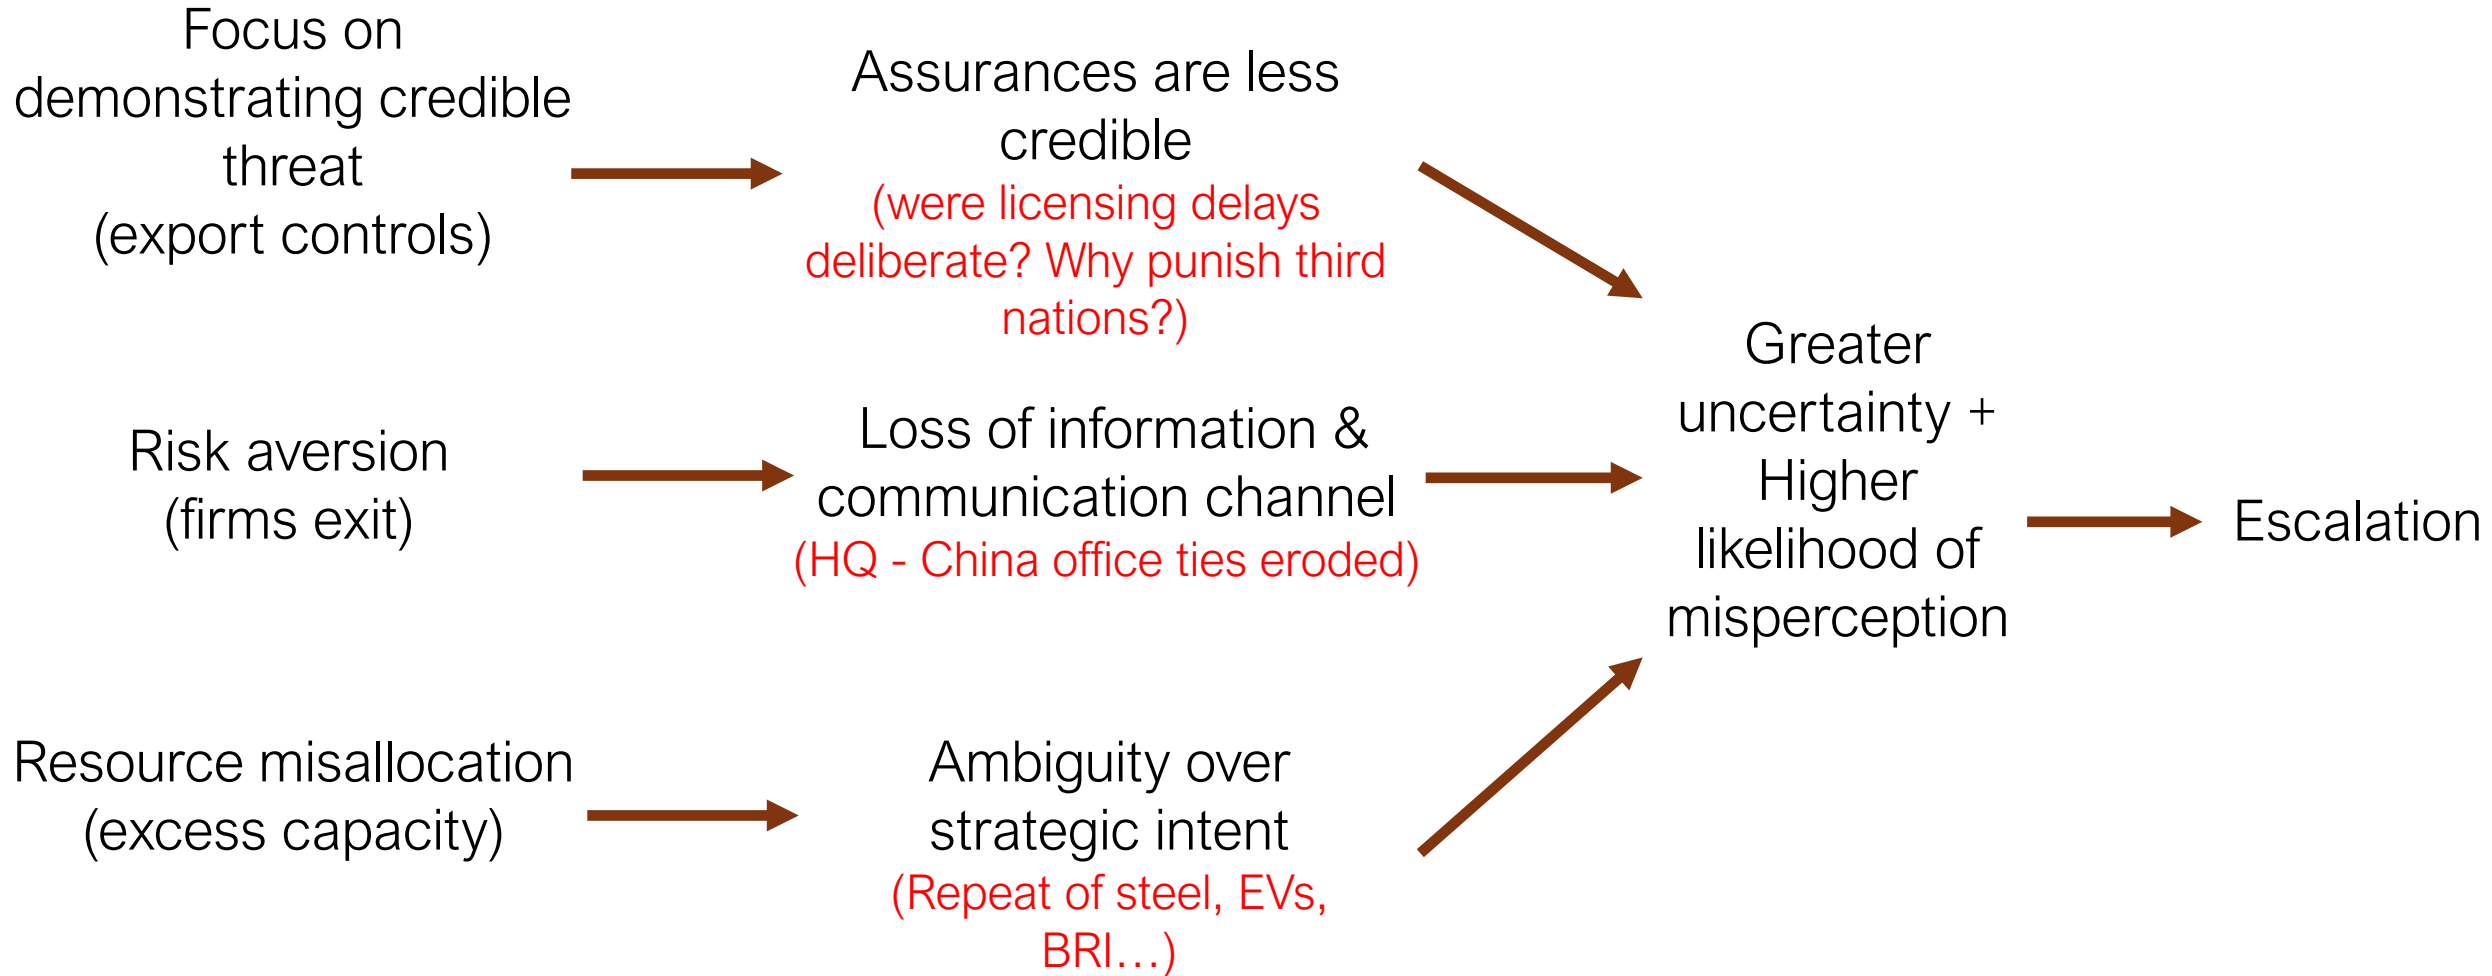 Focus on
demonstrating credible
threat
(export controls)
Assurances are less
credible
(were licensing delays
deliberate? Why punish third
nations?)
Risk aversion
(firms exit)
Loss of information &
communication channel
(HQ - China office ties eroded)
Resource misallocation
(excess capacity)
Ambiguity over
strategic intent
(Repeat of steel, EVs,
BRI…)
Greater
uncertainty +
Higher
likelihood of
misperception
Escalation